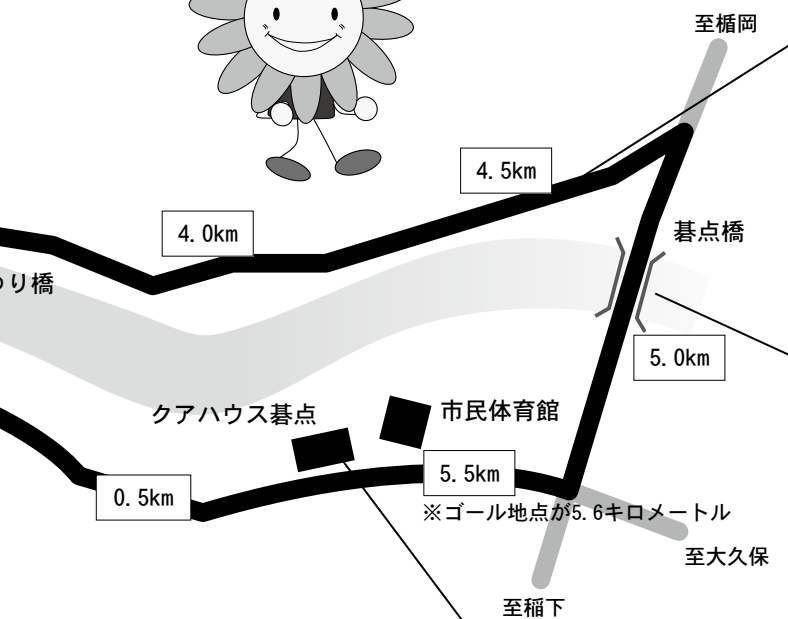 至楯岡
4.5km
4.0km
碁点橋
り橋
5.0km
クアハウス碁点
市民体育館
5.5km
0.5km
※ゴール地点が5.6キロメートル
至大久保
至稲下